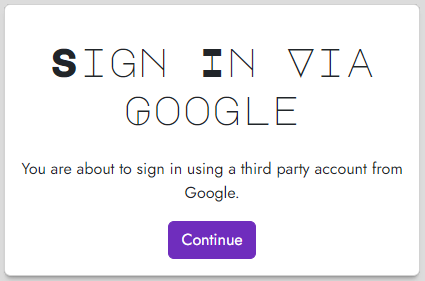 SIGN IN VIA
GOOGLE
You are about to sign in using a third party account from
Google.
Continue